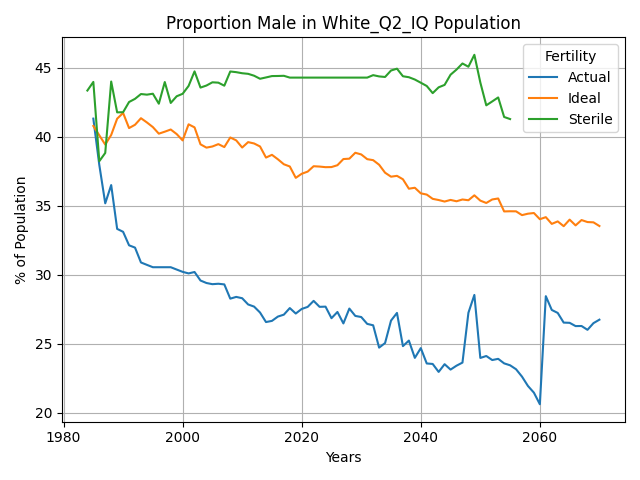 Proportion Male in White_Q2_IQ Population
% of Population
45
40
35
30
25
20
Fertility
Actual
Ideal
Sterile
1980
2000
2020
2040
2060
Years